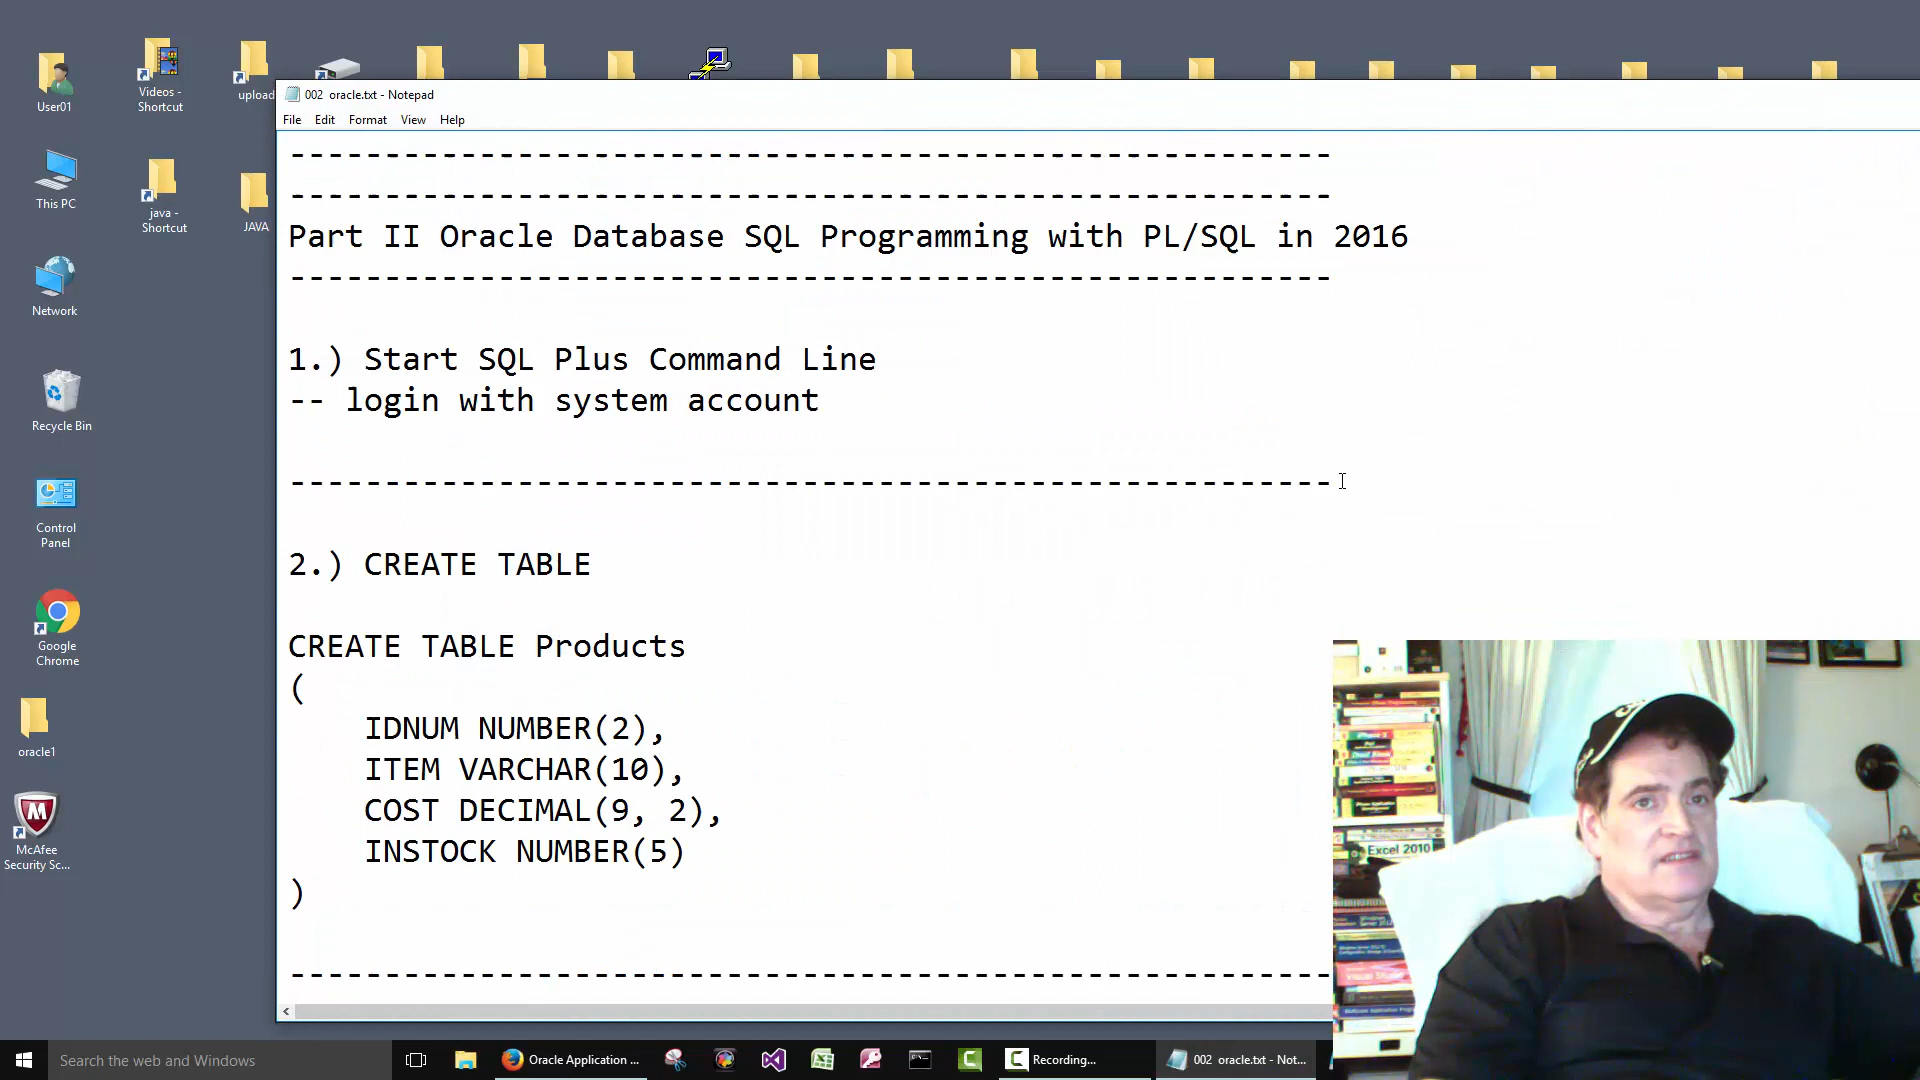 User01
Videos -
Shortcut
upload
This PC
java -
Shortcut
JAVA
Network
Recycle Bin
Control
Panel
Google
Chrome
oracle1
McAfee
Security Sc...
002 oracle.txt - Notepad
File Edit Format View Help
-------------------------------------------------------
-------------------------------------------------------
Part II Oracle Database SQL Programming with PL/SQL in 2016
-------------------------------------------------------
1.) Start SQL Plus Command Line
-- login with system account
-------------------------------------------------------
2.) CREATE TABLE
CREATE TABLE Products
(
IDNUM NUMBER(2),
ITEM VARCHAR(10),
COST DECIMAL(9, 2),
INSTOCK NUMBER(5)
)
-------------------------------------------------------
Excel 2010
Search the web and Windows
Oracle Application ...
Recording...
002 oracle.txt - Not...